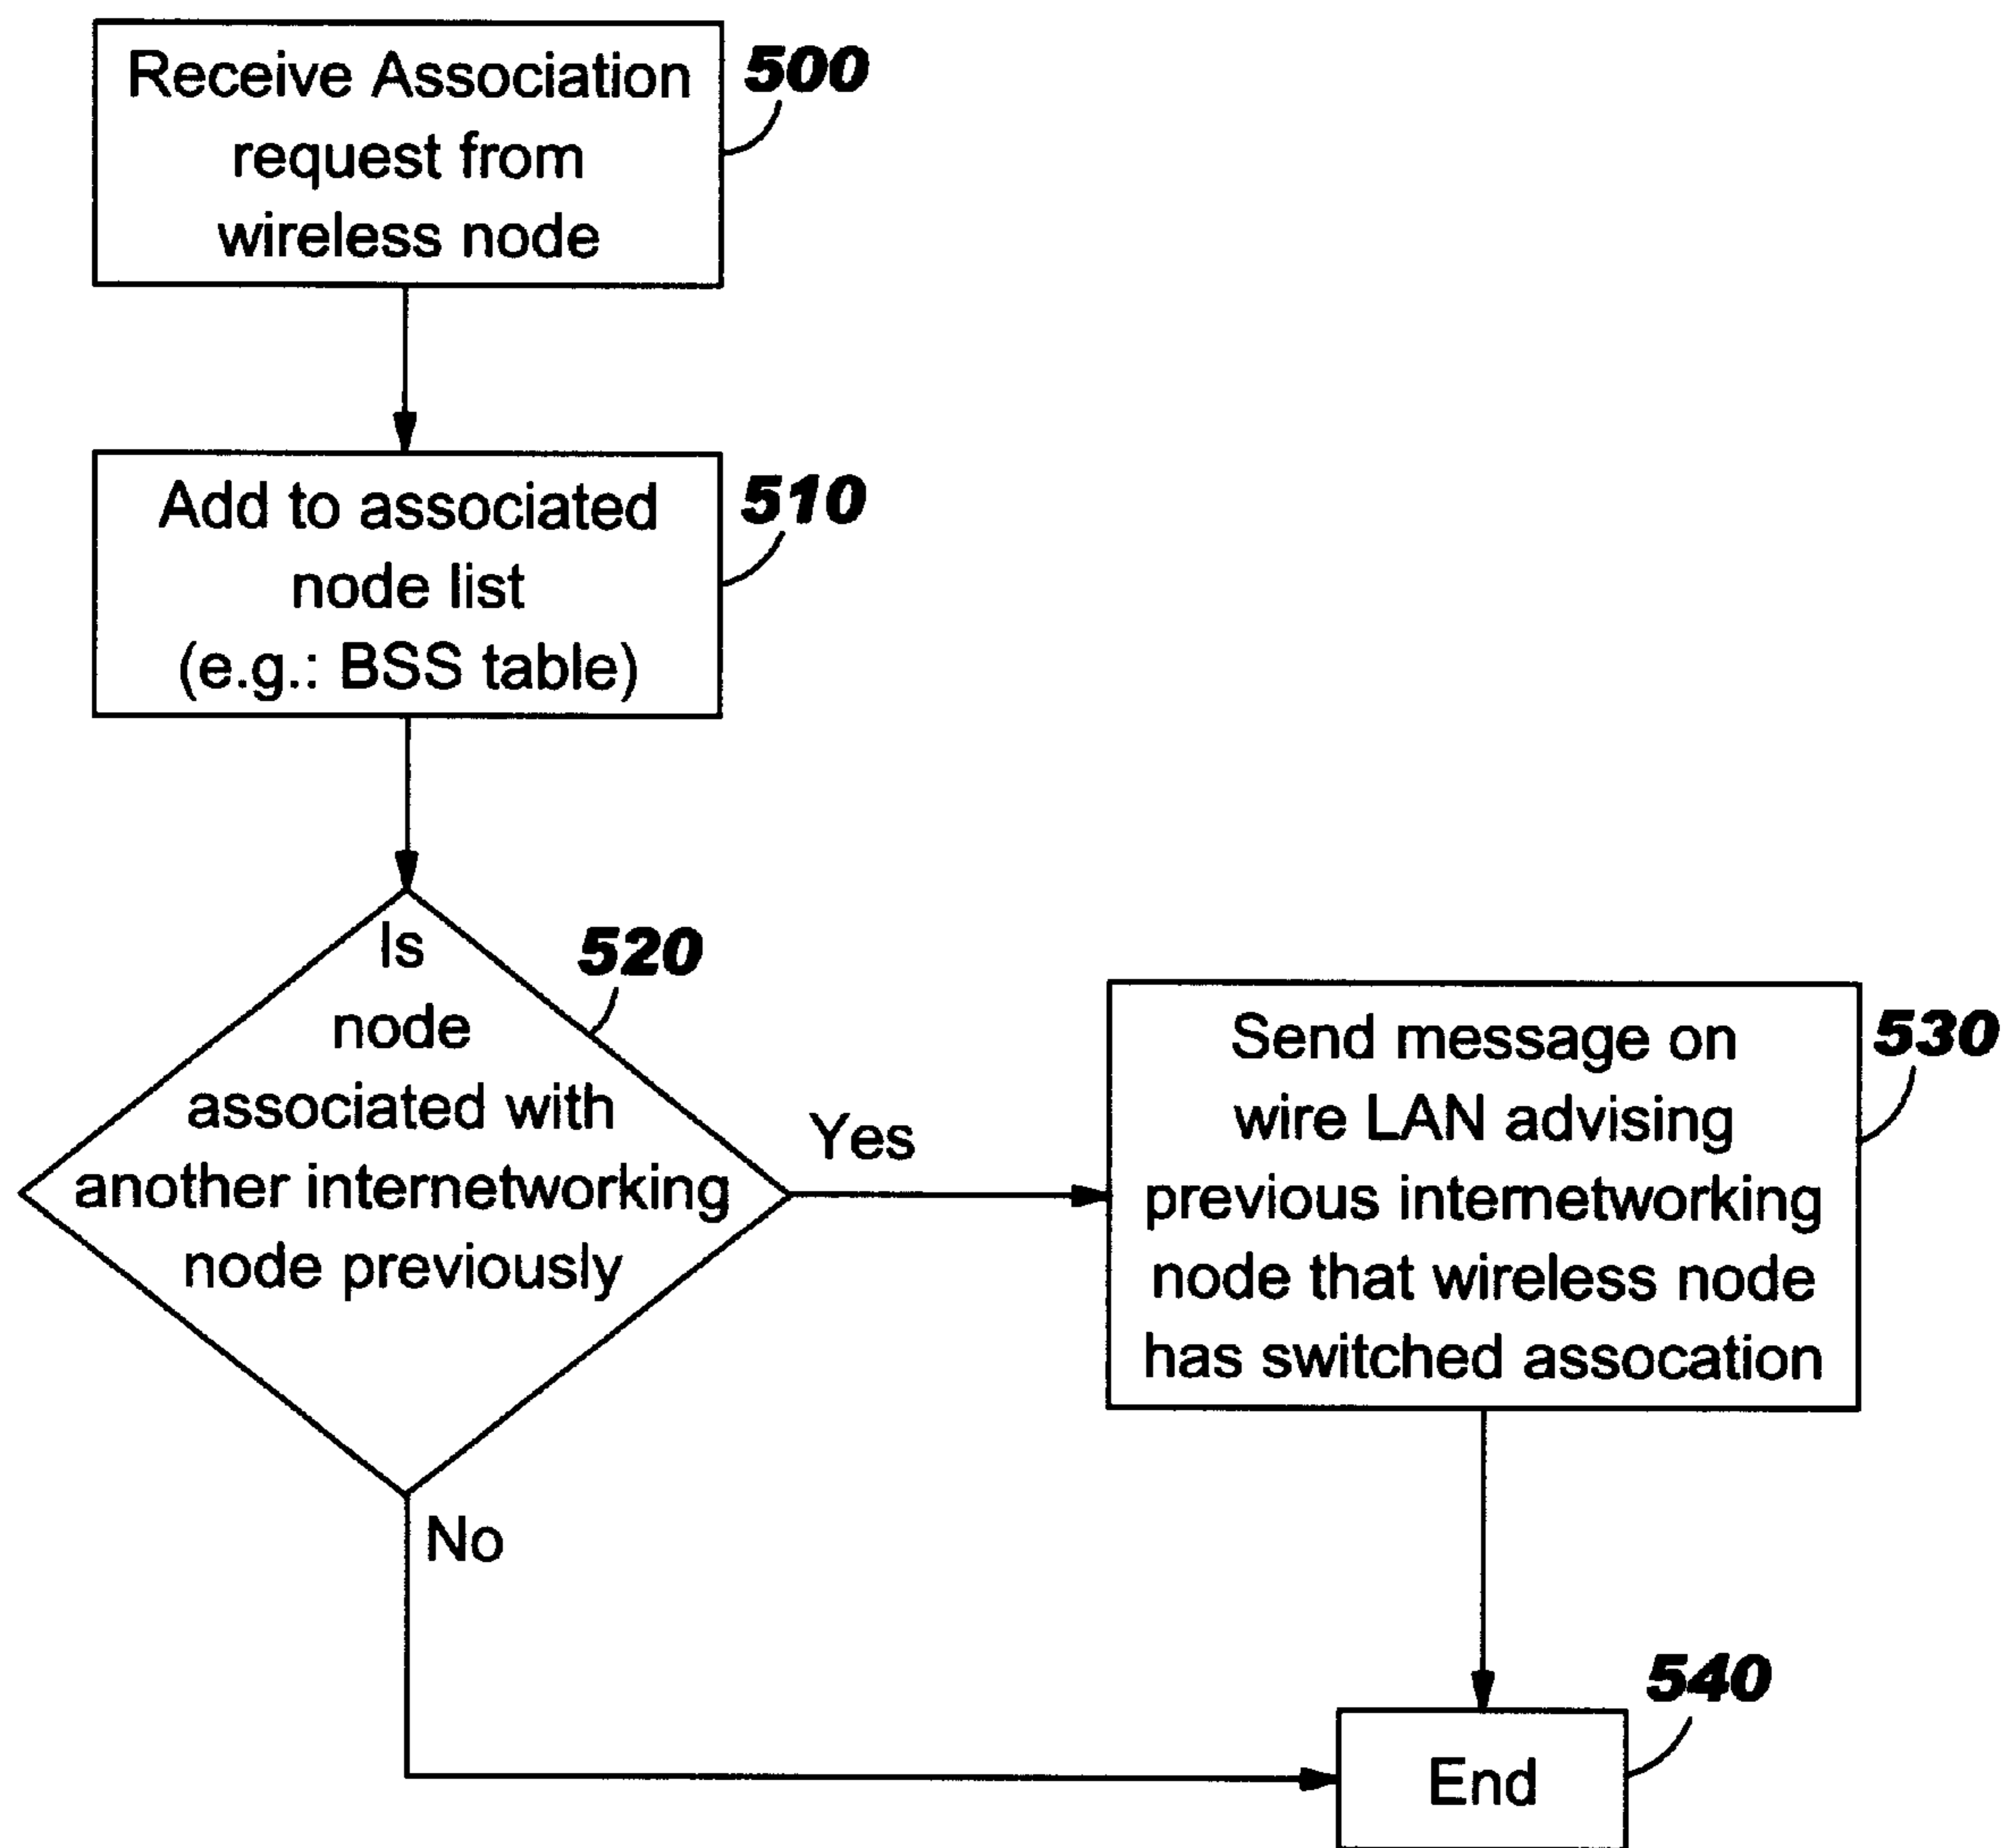 Receive Association
request from
wireless node
500
Add to associated
node list
(e.g.: BSS table)
510
Is
node
associated with
another internetworking
node previously
520
Yes
No
Send message on
wire LAN advising
previous internetworking
node that wireless node
has switched assocation
530
End
540